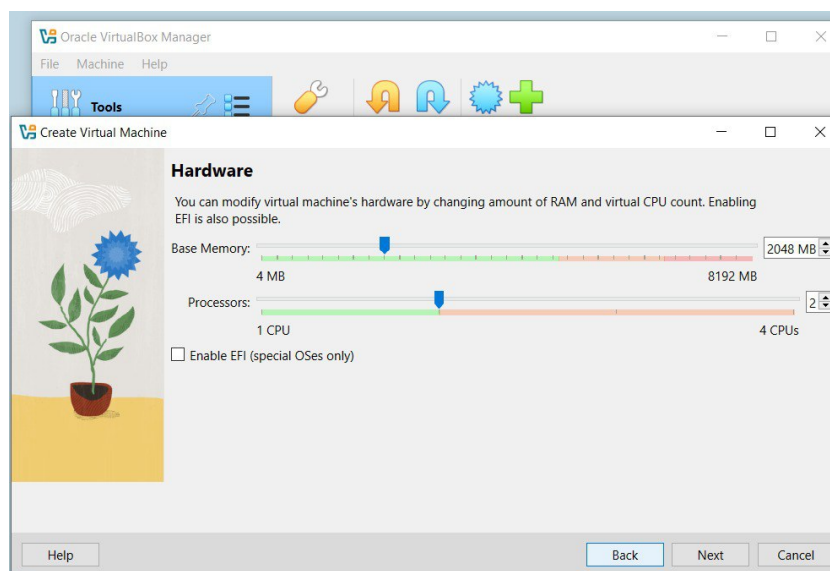 Oracle VirtualBox Manager
File Machine Help
Tools
Create Virtual Machine
Hardware
You can modify virtual machine's hardware by changing amount of RAM and virtual CPU count. Enabling
EFI is also possible.
Base Memory: 2048 MB
4 MB 8192 MB
Processors: 2
1 CPU 4 CPUs
Enable EFI (special OSes only)
Help Back Next Cancel